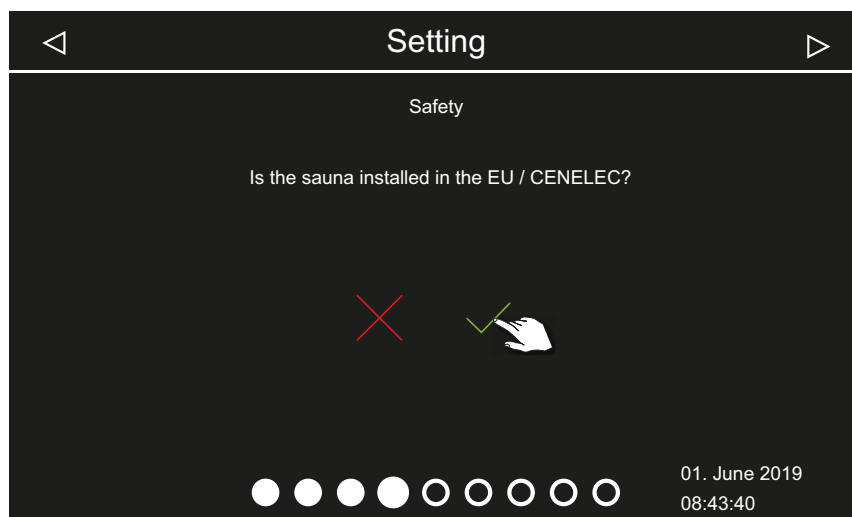 Setting
Safety
Is the sauna installed in the EU / CENELEC?
01. June 2019
08:43:40